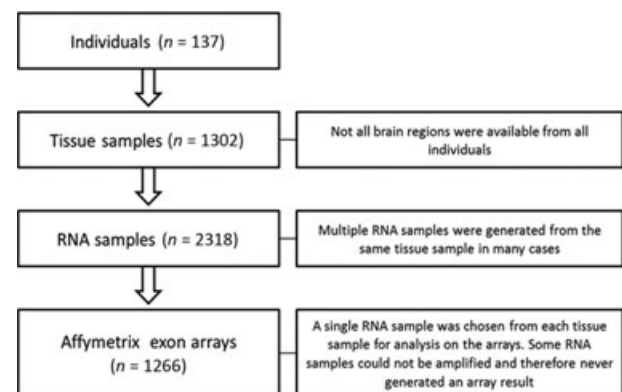 Individuals (n = 137)
Tissue samples (n = 1302)
Not all brain regions were available from all
individuals
RNA samples (n = 2318)
Multiple RNA samples were generated from the
same tissue sample in many cases
Affymetrix exon arrays
(n = 1266)
A single RNA sample was chosen from each tissue
sample for analysis on the arrays. Some RNA
samples could not be amplified and therefore never
generated an array result